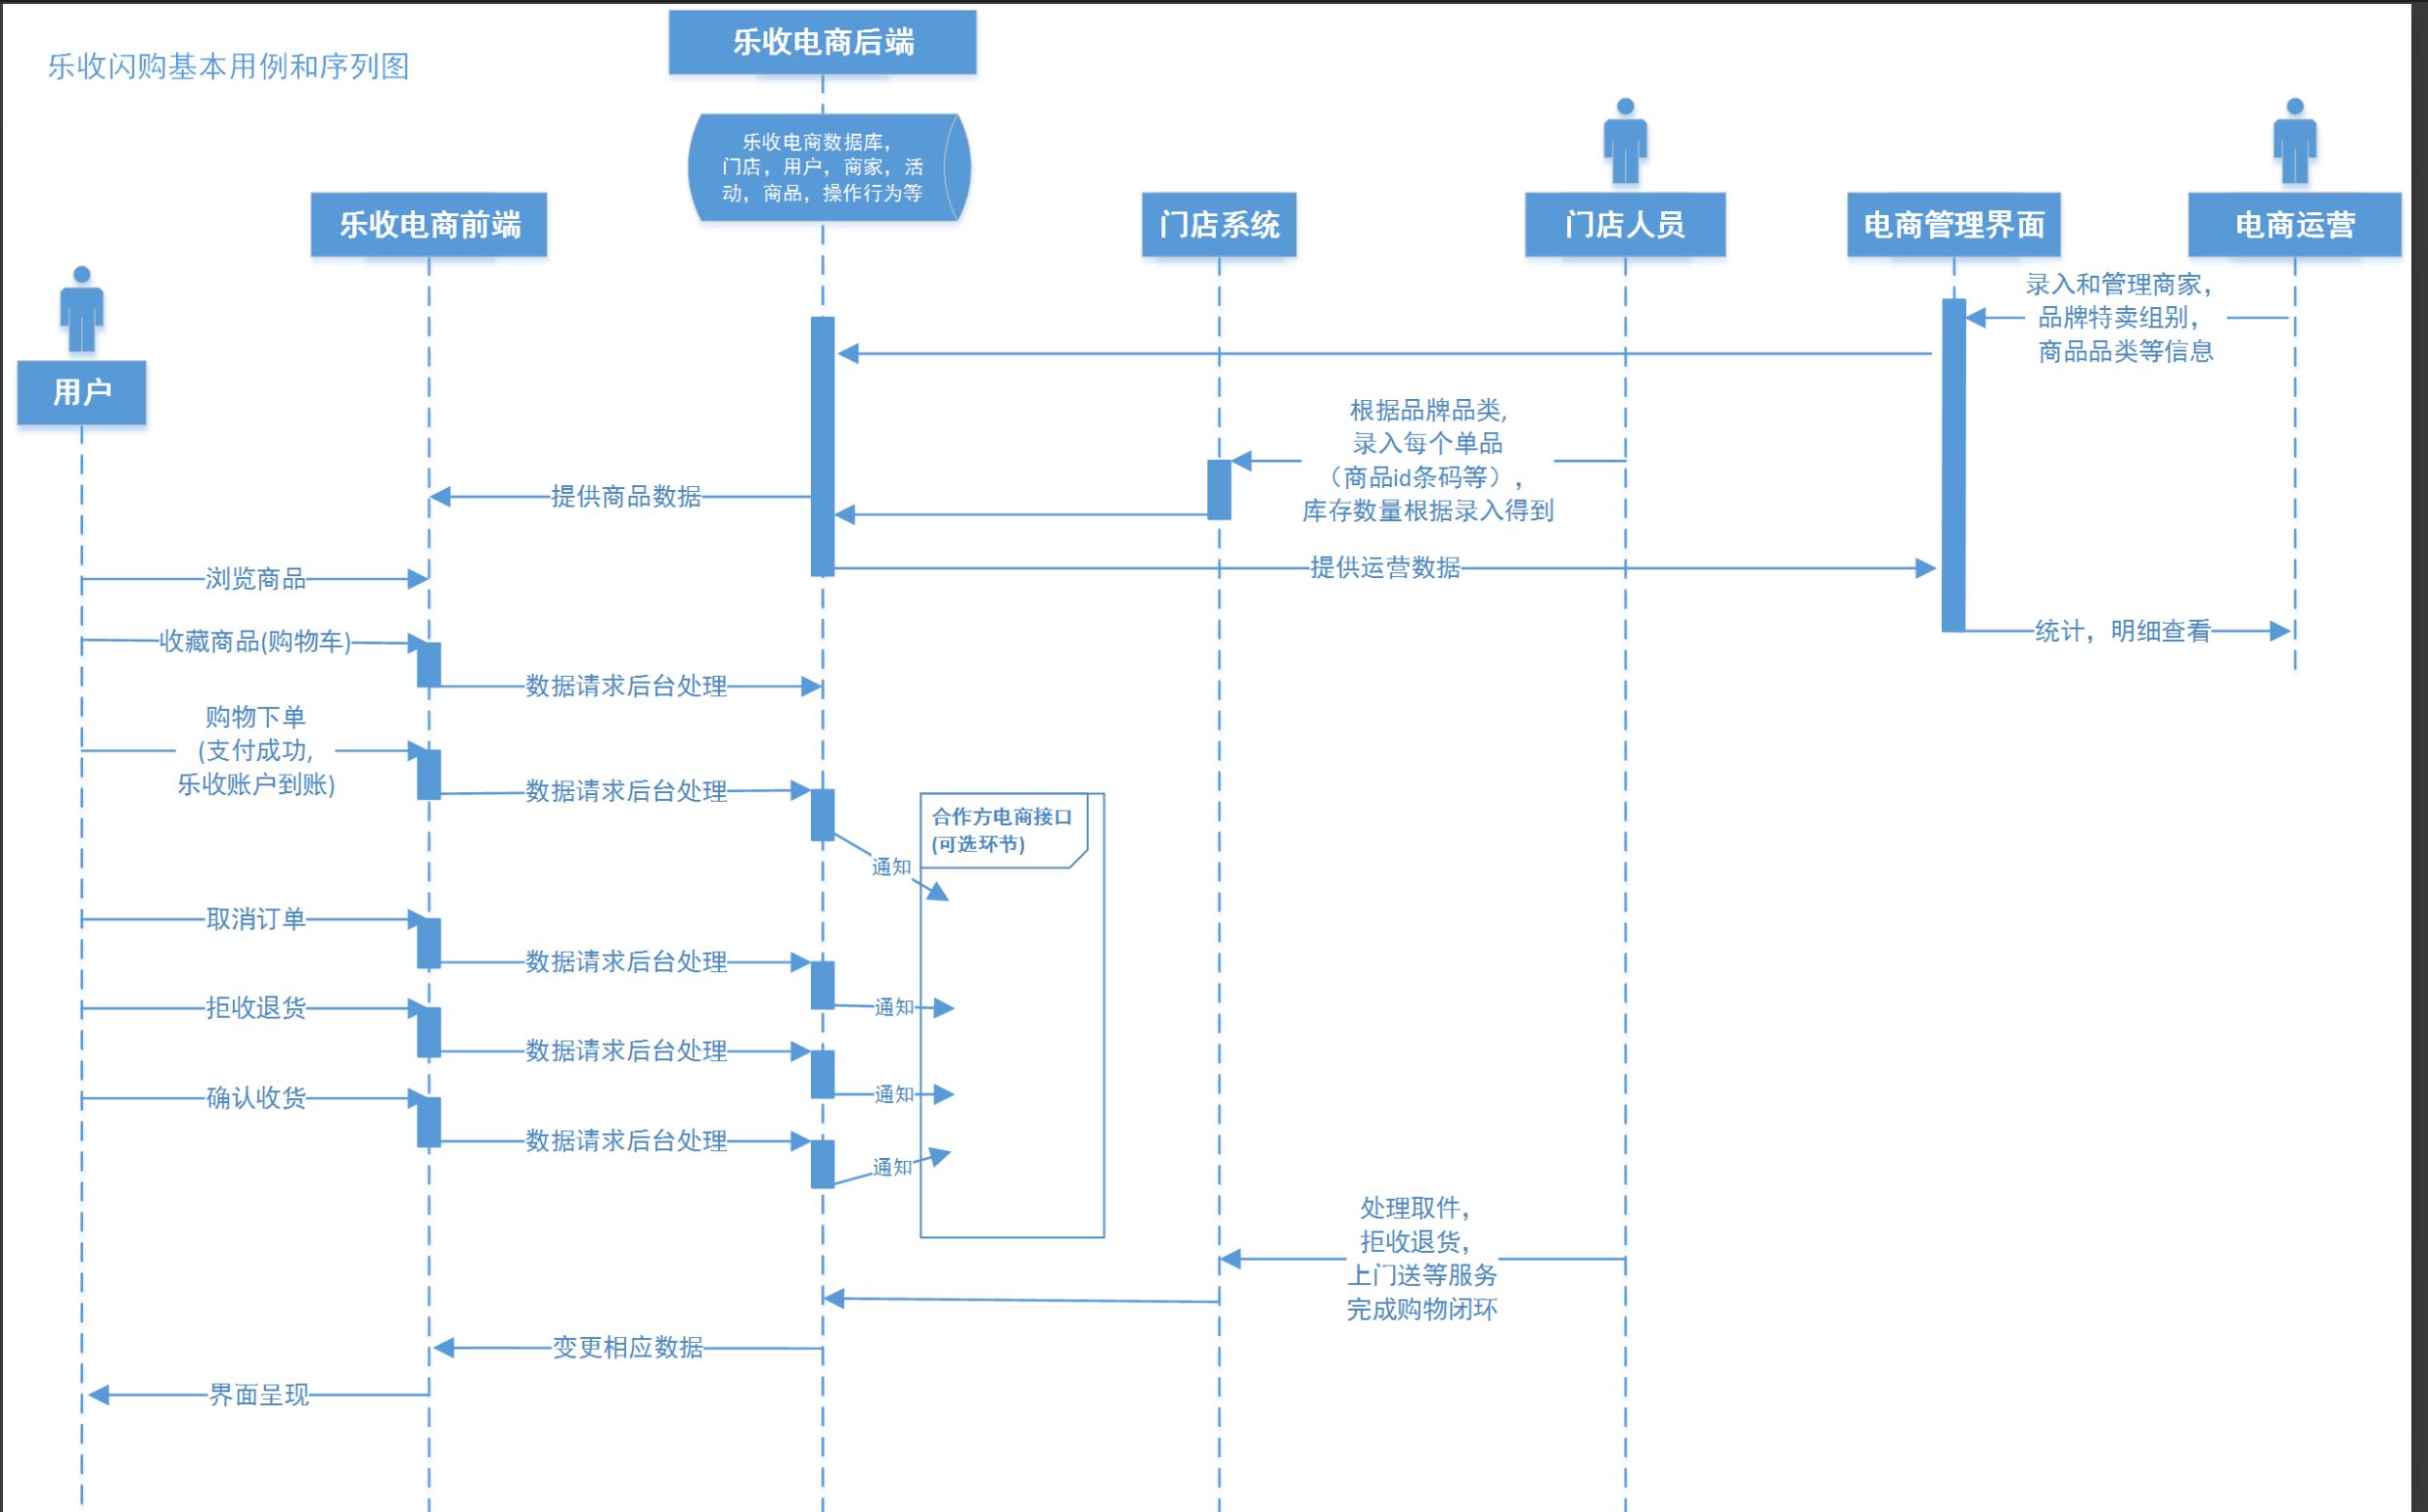 乐收闪购基本用例和序列图
乐收电商后端
乐收电商数据库，
门店，用户，商家，活
动，商品，操作行为等
乐收电商前端
门店系统
门店人员
电商管理界面
电商运营
用户
录入和管理商家，
品牌特卖组别，
商品品类等信息
根据品牌品类,
录入每个单品
（商品id条码等），
库存数量根据录入得到
提供商品数据
提供运营数据
浏览商品
统计，明细查看
收藏商品(购物车)
数据请求后台处理
购物下单
(支付成功,
乐收账户到账)
数据请求后台处理
合作方电商接口
(可选环节)
通知
取消订单
数据请求后台处理
通知
拒收退货
数据请求后台处理
通知
确认收货
数据请求后台处理
通知
处理取件，
拒收退货，
上门送等服务
完成购物闭环
变更相应数据
界面呈现